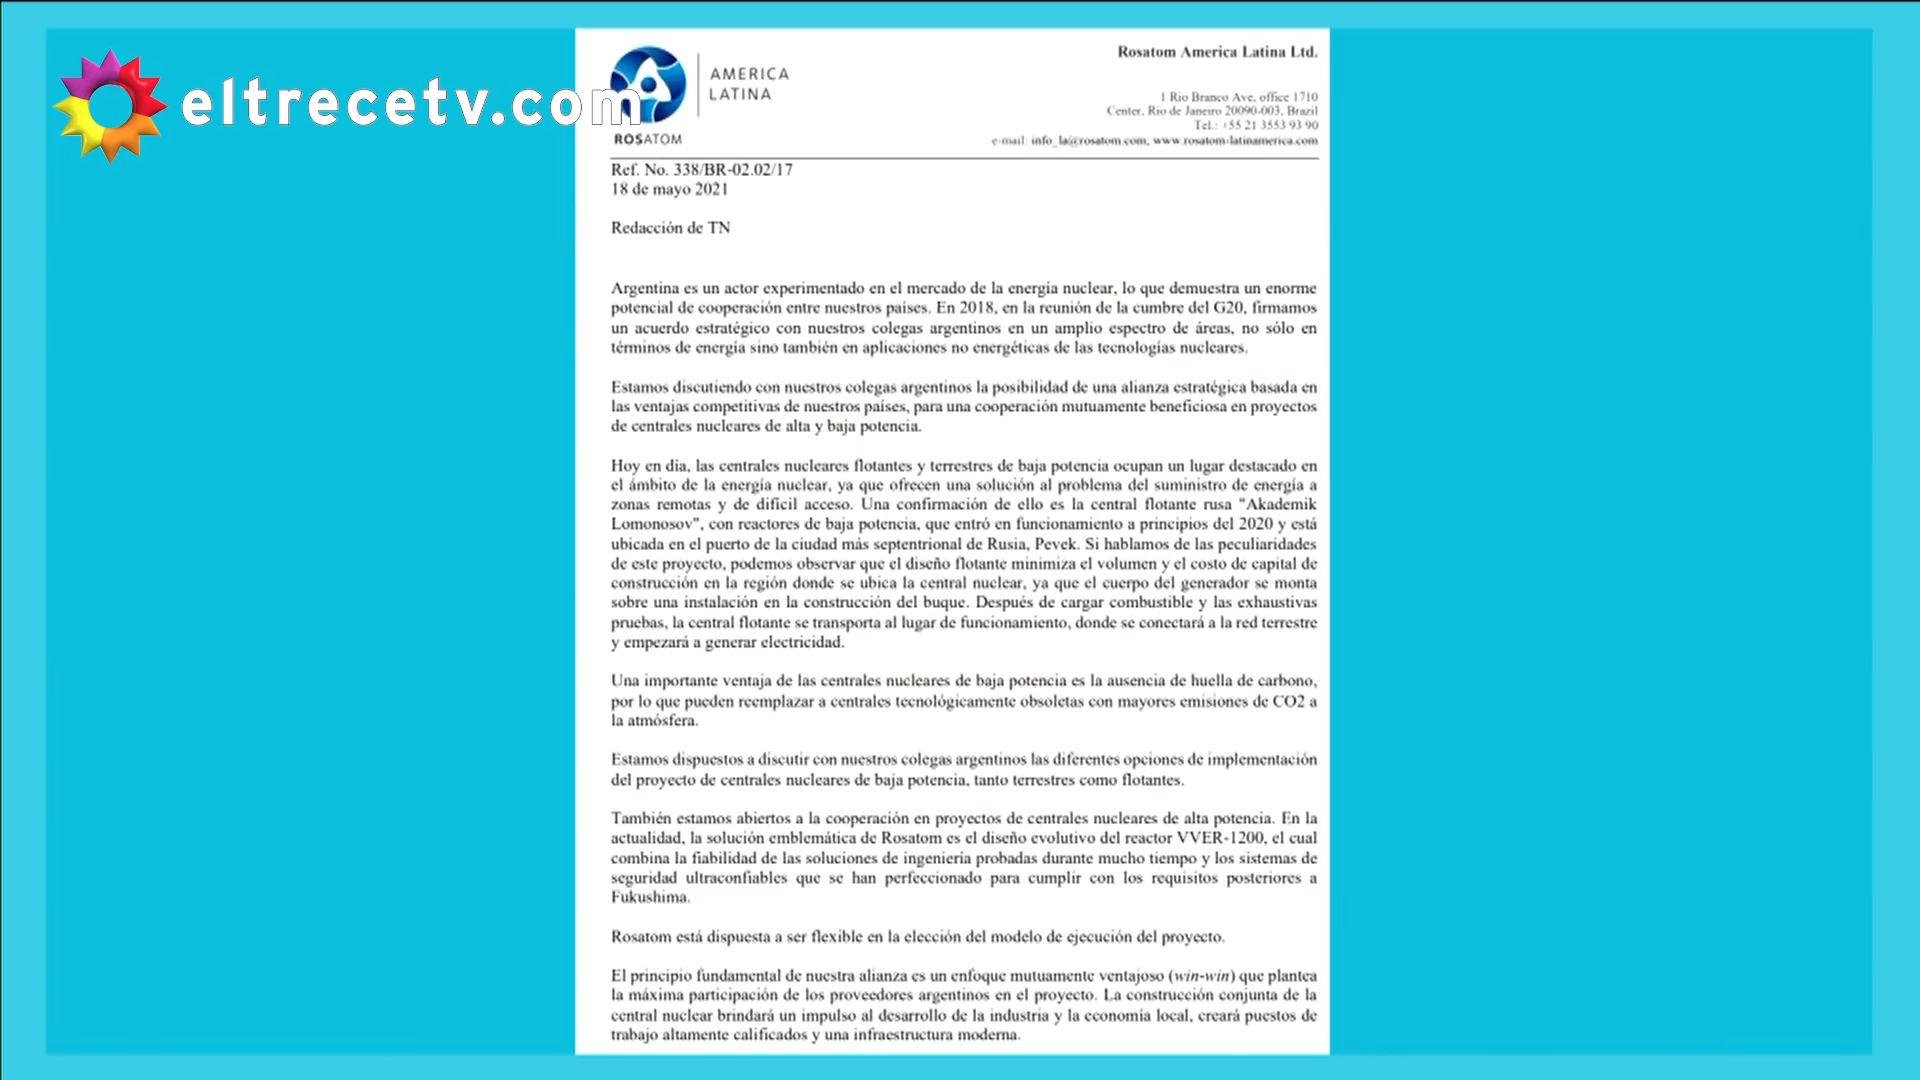 eltrecetv.com
AMERICA
LATINA
ROSATOM
Rosatom America Latina Ltd.
1 Rio Branco Ave, office 1710
Center, Rio de Janeiro 20090-003, Brazil
Tel.: +55 21 3553 93 90
e-mail: info_la@rosatom.com; www.rosatom-latinamerica.com
Ref. No. 338/BR-02.02/17
18 de mayo 2021
Redacción de TN
Argentina es un actor experimentado en el mercado de la energía nuclear, lo que demuestra un enorme
potencial de cooperación entre nuestros países. En 2018, en la reunión de la cumbre del G20, firmamos
un acuerdo estratégico con nuestros colegas argentinos en un amplio espectro de áreas, no sólo en
términos de energía sino también en aplicaciones no energéticas de las tecnologías nucleares.
Estamos discutiendo con nuestros colegas argentinos la posibilidad de una alianza estratégica basada en
las ventajas competitivas de nuestros países, para una cooperación mutuamente beneficiosa en proyectos
de centrales nucleares de alta y baja potencia.
Hoy en día, las centrales nucleares flotantes y terrestres de baja potencia ocupan un lugar destacado en
el ámbito de la energía nuclear, ya que ofrecen una solución al problema del suministro de energía a
zonas remotas y de difícil acceso. Una confirmación de ello es la central flotante rusa "Akademik
Lomonosov", con reactores de baja potencia, que entró en funcionamiento a principios del 2020 y está
ubicada en el puerto de la ciudad más septentrional de Rusia, Pevek. Si hablamos de las peculiaridades
de este proyecto, podemos observar que el diseño flotante minimiza el volumen y el costo de capital de
construcción en la región donde se ubica la central nuclear, ya que el cuerpo del generador se monta
sobre una instalación en la construcción del buque. Después de cargar combustible y las exhaustivas
pruebas, la central flotante se transporta al lugar de funcionamiento, donde se conectará a la red terrestre
y empezará a generar electricidad.
Una importante ventaja de las centrales nucleares de baja potencia es la ausencia de huella de carbono,
por lo que pueden reemplazar a centrales tecnológicamente obsoletas con mayores emisiones de CO2 a
la atmósfera.
Estamos dispuestos a discutir con nuestros colegas argentinos las diferentes opciones de implementación
del proyecto de centrales nucleares de baja potencia, tanto terrestres como flotantes.
También estamos abiertos a la cooperación en proyectos de centrales nucleares de alta potencia. En la
actualidad, la solución emblemática de Rosatom es el diseño evolutivo del reactor VVER-1200, el cual
combina la fiabilidad de las soluciones de ingeniería probadas durante mucho tiempo y los sistemas de
seguridad ultraconfiables que se han perfeccionado para cumplir con los requisitos posteriores a
Fukushima.
Rosatom está dispuesta a ser flexible en la elección del modelo de ejecución del proyecto.
El principio fundamental de nuestra alianza es un enfoque mutuamente ventajoso (win-win) que plantea
la máxima participación de los proveedores argentinos en el proyecto. La construcción conjunta de la
central nuclear brindará un impulso al desarrollo de la industria y la economía local, creará puestos de
trabajo altamente calificados y una infraestructura moderna.